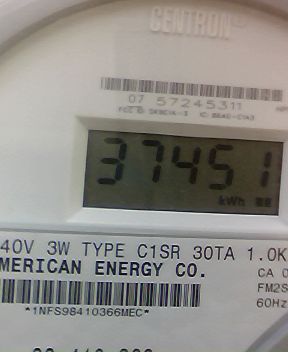 CENTRON
07 57245311
37451
kWh
40V 3W TYPE C1SR 30TA 1.0K
MERICAN ENERGY CO.
CA 0
FM2S
60Hz
*1NFS98410366MEC*